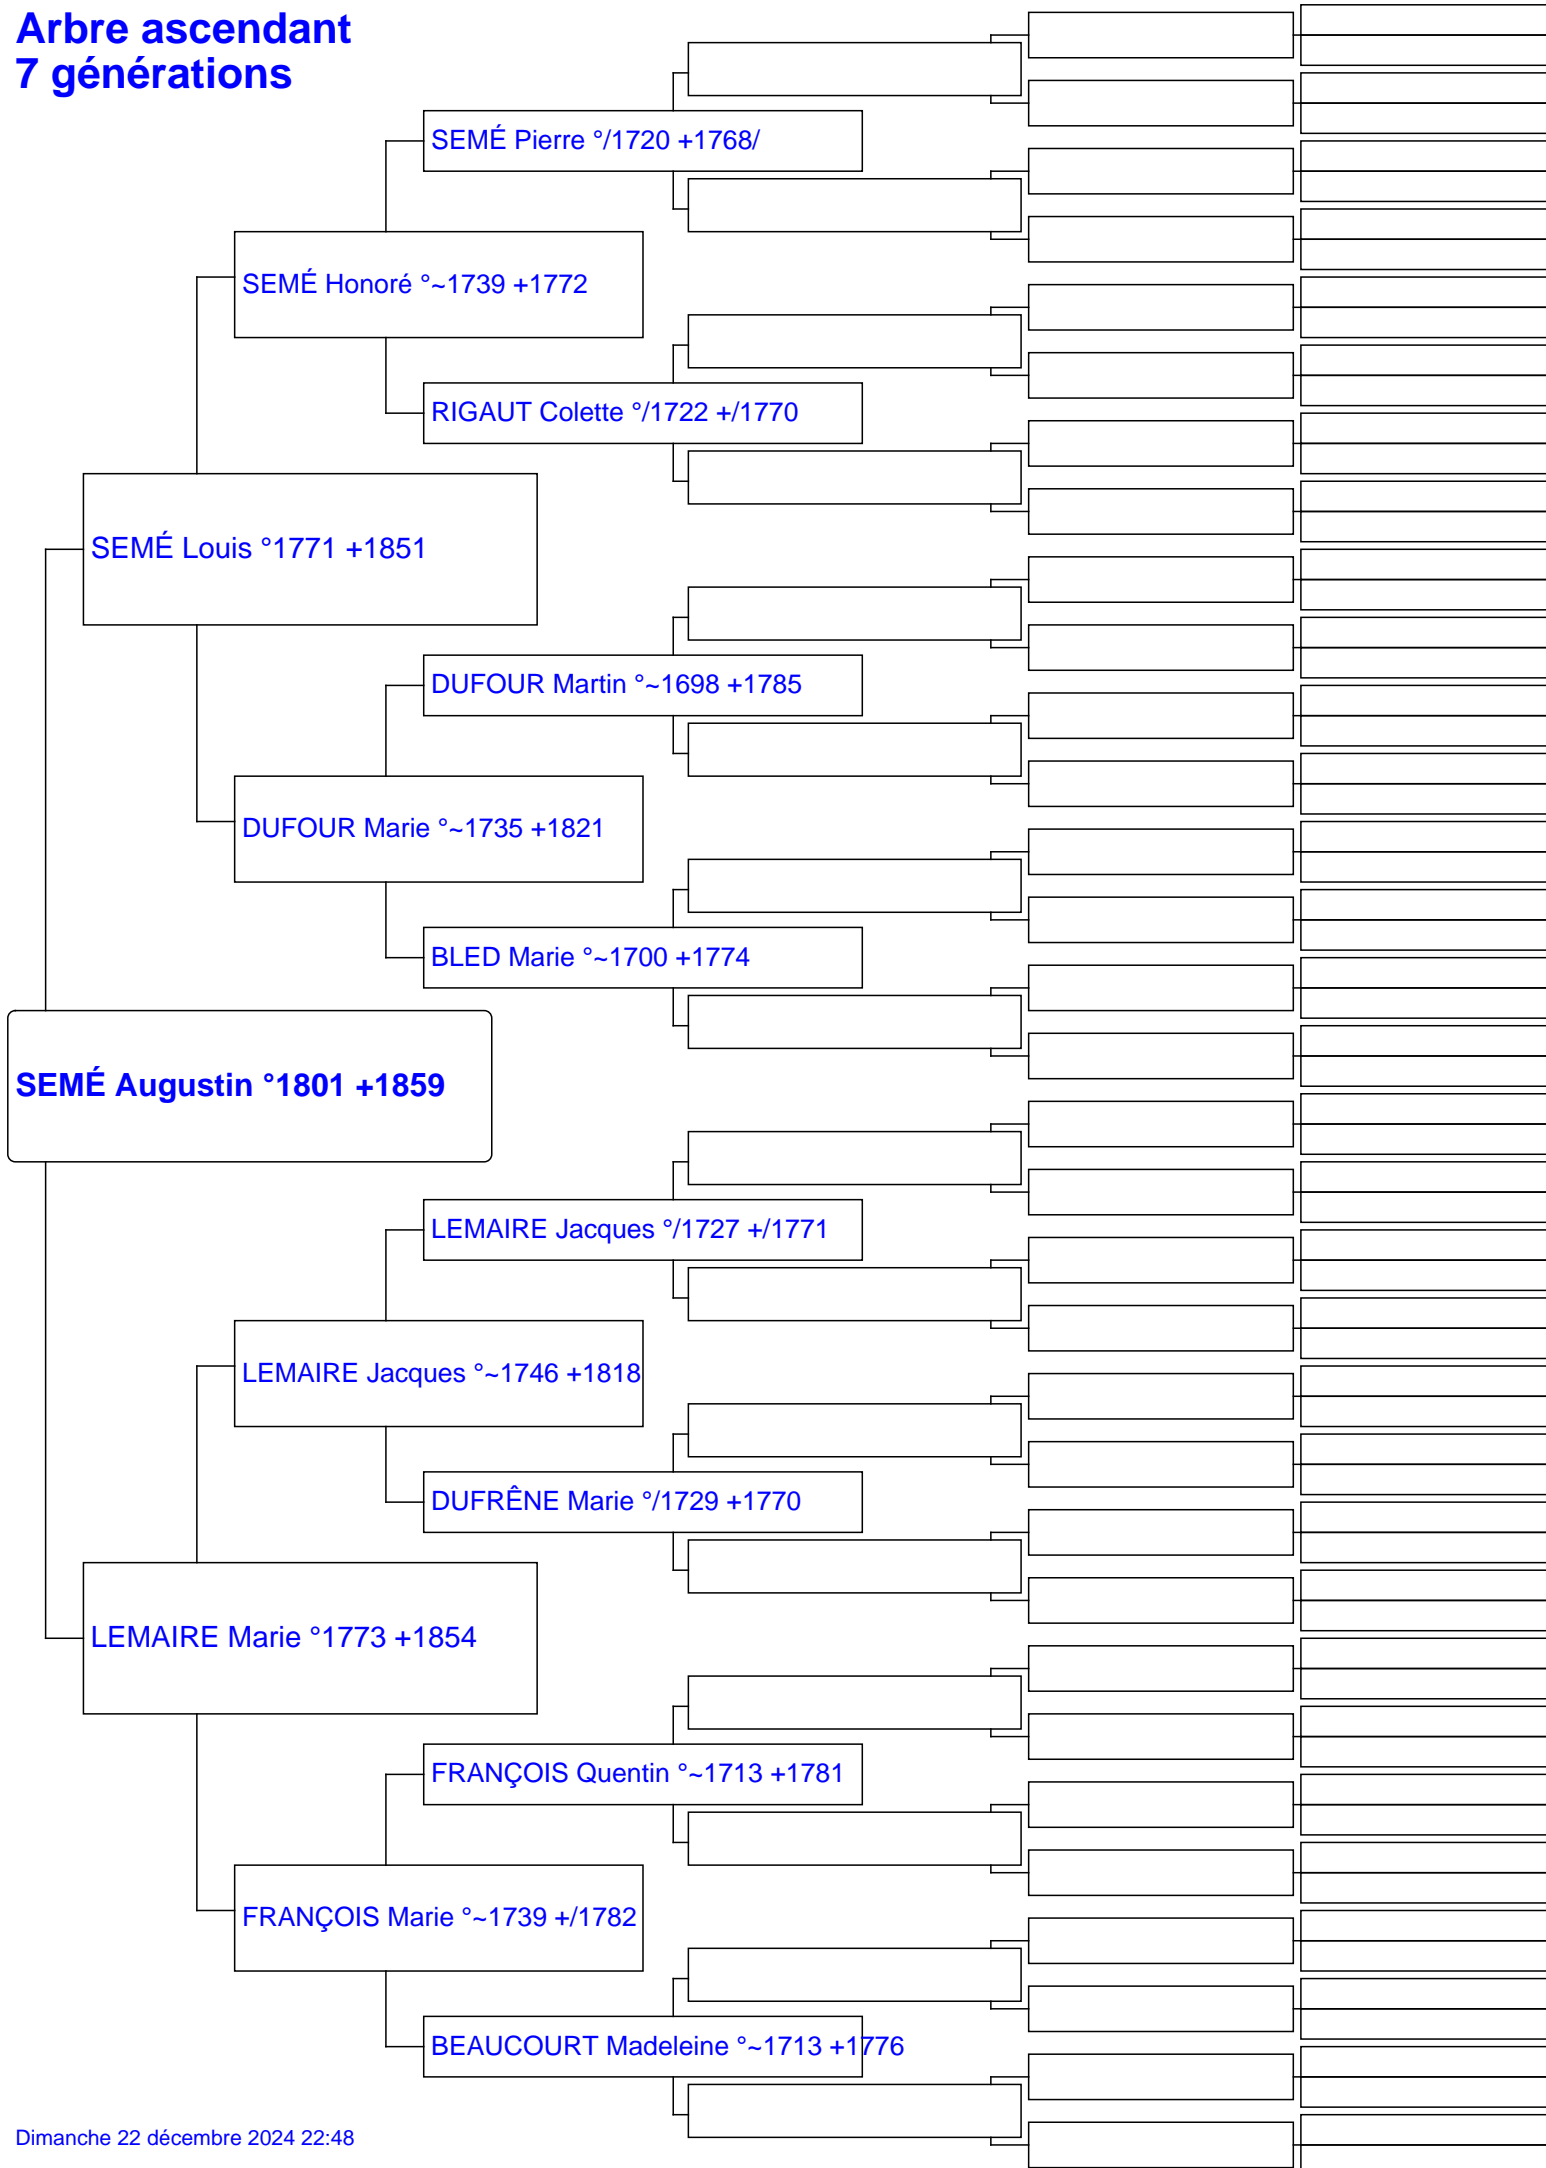 Arbre ascendant
7 générations
SEMÉ Pierre °/1720 +1768/
SEMÉ Honoré °~1739 +1772
RIGAUT Colette °/1722 +/1770
SEMÉ Louis °1771 +1851
DUFOUR Martin °~1698 +1785
DUFOUR Marie °~1735 +1821
BLED Marie °~1700 +1774
SEMÉ Augustin °1801 +1859
LEMAIRE Jacques °/1727 +/1771
LEMAIRE Jacques °~1746 +1818
DUFRÊNE Marie °/1729 +1770
LEMAIRE Marie °1773 +1854
FRANÇOIS Quentin °~1713 +1781
FRANÇOIS Marie °~1739 +/1782
BEAUCOURT Madeleine °~1713 +1776
Dimanche 22 décembre 2024 22:48